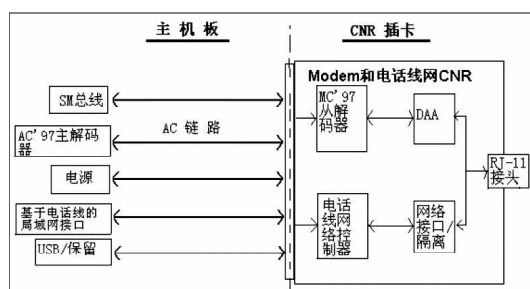 主 机 板
CNR 插卡
Modem和电话线网CNR
SM总线
AC'97主解码
器
AC 链 路
电源
基于电话线的
局域网接口
USB/保留
MC'97
从解
码器
DAA
RJ-11
接头
电话
线网
络控
制器
网络
接口/
隔离